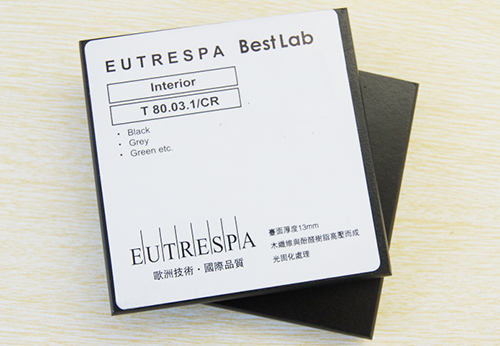 EUTRESPA BestLab
Interior
T 80.03.1/CR
• Black
• Grey
• Green etc.
EUTRESPA
歐洲技術・國際品質
臺面厚度13mm
木纖維與酚醛樹脂高壓而成
光固化處理